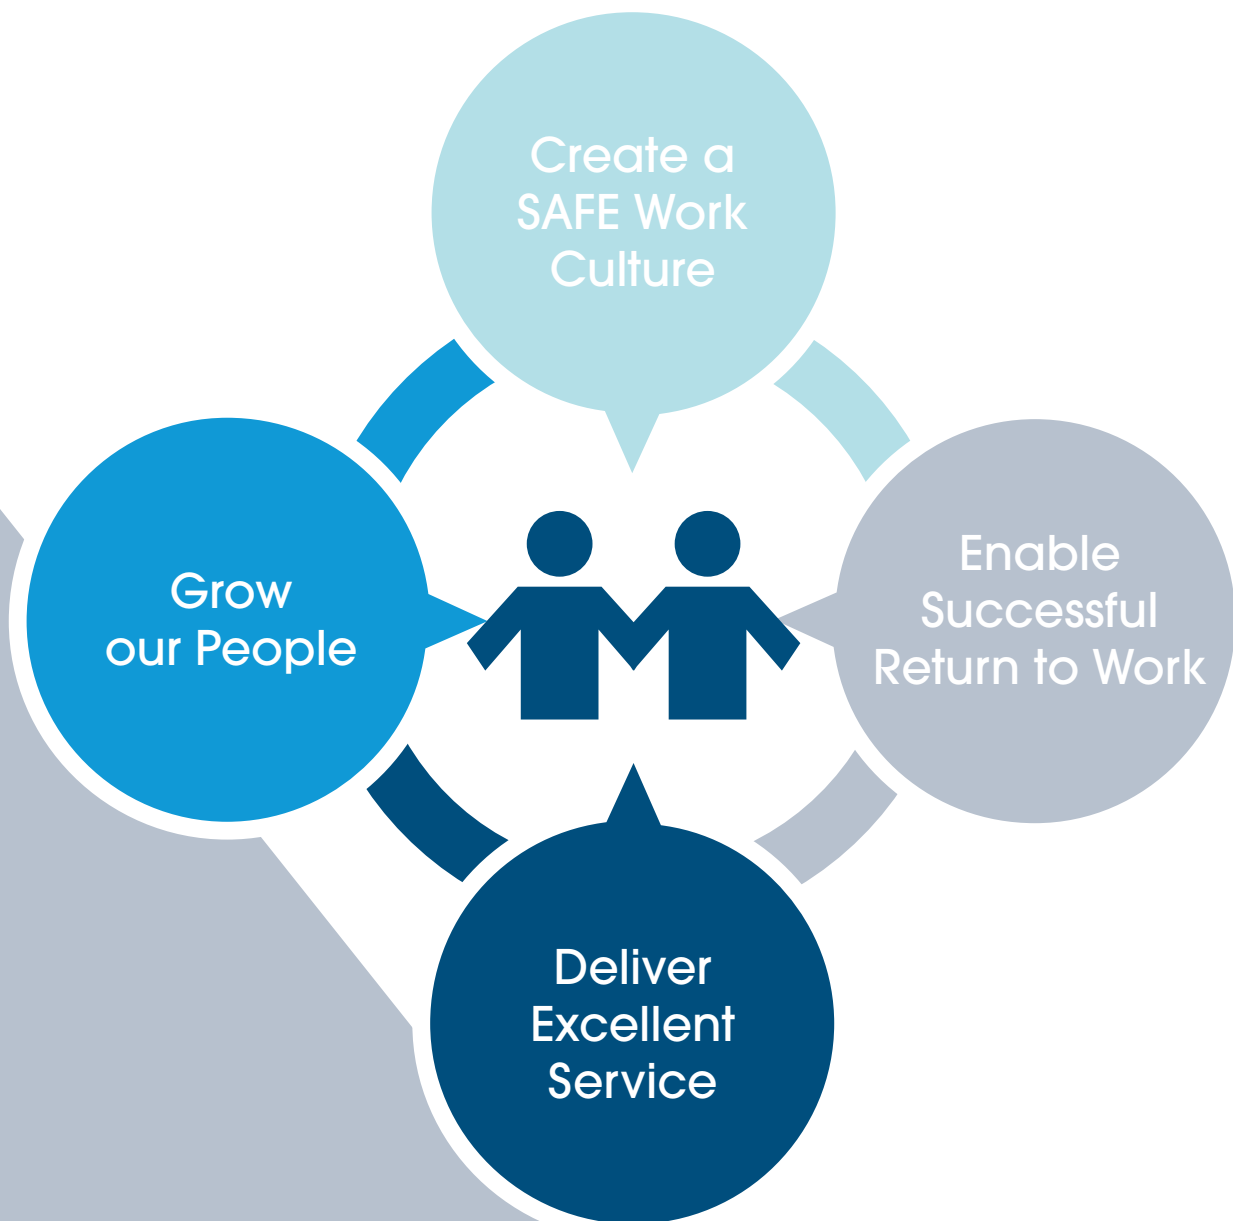 Create a
SAFE Work
Culture
Grow
our People
Enable
Successful
Return to Work
Deliver
Excellent
Service